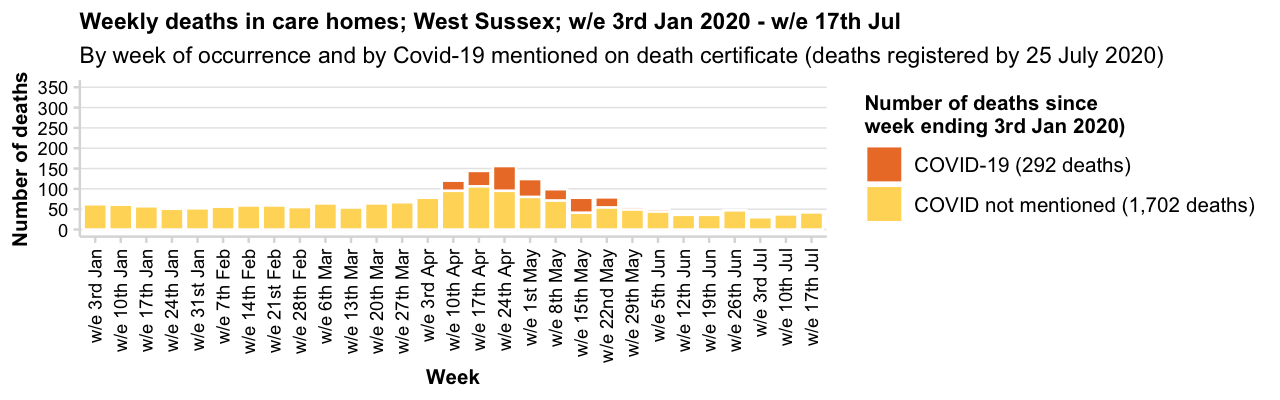 Weekly deaths in care homes; West Sussex; w/e 3rd Jan 2020 - w/e 17th Jul
By week of occurrence and by Covid-19 mentioned on death certificate (deaths registered by 25 July 2020)
Number of deaths
350
300
250
200
150
100
50
0
w/e 3rd Jan
w/e 10th Jan
w/e 17th Jan
w/e 24th Jan
w/e 31st Jan
w/e 7th Feb
w/e 14th Feb
w/e 21st Feb
w/e 28th Feb
w/e 6th Mar
w/e 13th Mar
w/e 20th Mar
w/e 27th Mar
w/e 3rd Apr
w/e 10th Apr
w/e 17th Apr
w/e 24th Apr
w/e 1st May
w/e 8th May
w/e 15th May
w/e 22nd May
w/e 29th May
w/e 5th Jun
w/e 12th Jun
w/e 19th Jun
w/e 26th Jun
w/e 3rd Jul
w/e 10th Jul
w/e 17th Jul
Week
Number of deaths since
week ending 3rd Jan 2020)
COVID-19 (292 deaths)
COVID not mentioned (1,702 deaths)